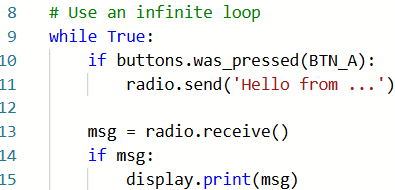 8 # Use an infinite loop
9 while True:
10 if buttons.was_pressed(BTN_A):
11 radio.send('Hello from ...')
12
13 msg = radio.receive()
14 if msg:
15 display.print(msg)